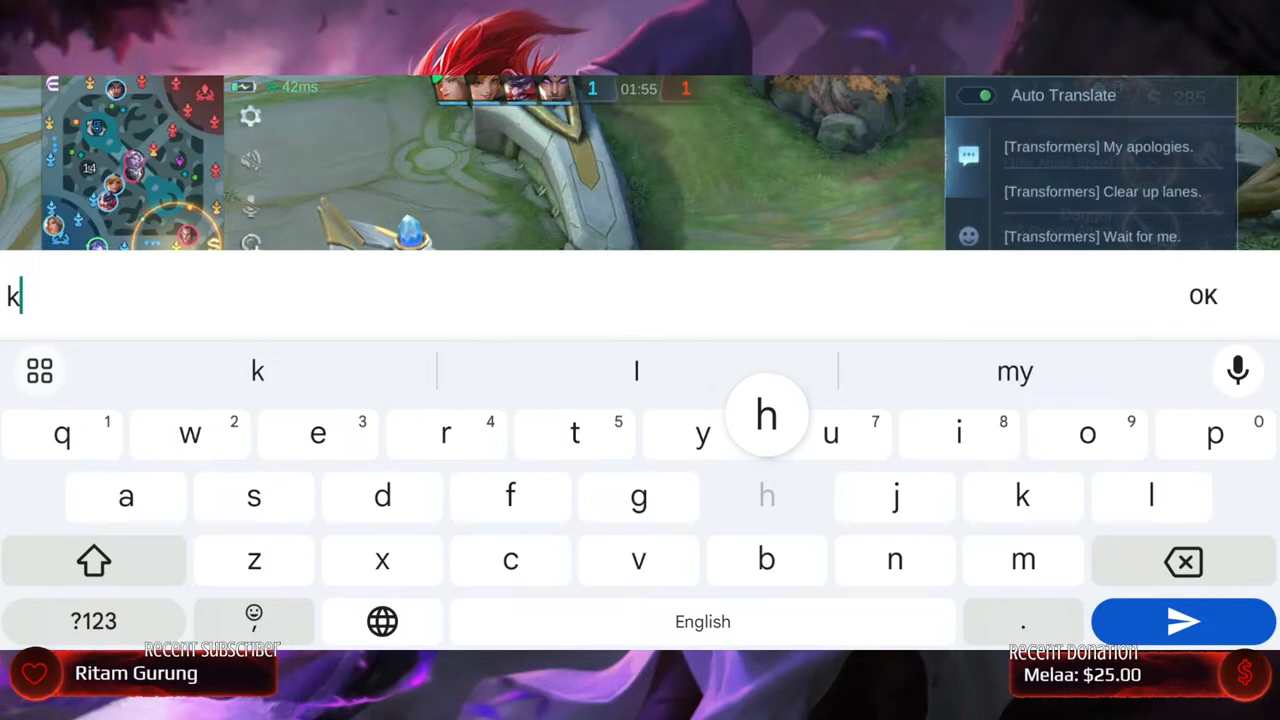 42ms
1 01:55 1
Auto Translate
285
14
[Transformers] My apologies.
[Transformers] Clear up lanes.
[Transformers] Wait for me.
k
OK
k I my
h
q 1 w 2 e 3 r 4 t 5 y u 7 i 8 o 9 p 0
a s d f g h j k l
z x c v b n m
?123 , English .
RECENT SUBSCRIBER
Ritam Gurung
RECENT DONATION
Melaa: $25.00